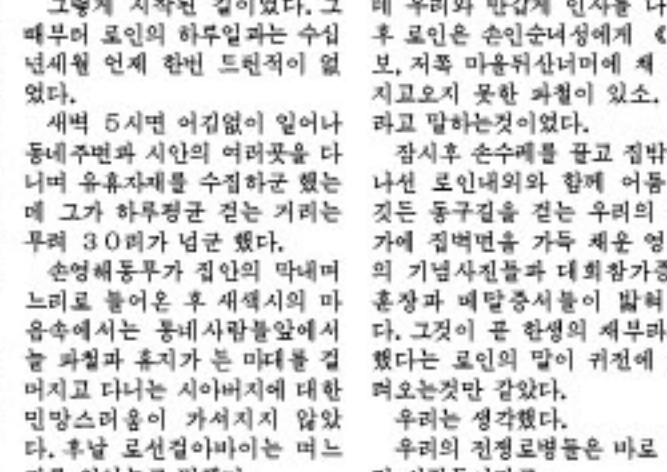 그렇게 시작된 길이였다. 그
때부터 로인의 하루일과는 수십
년세월 언제 한번 드틴적이 없
었다.
새벽 5시면 어김없이 일어나
동네주변과 시안의 여러곳을 다
니며 유휴자재를 수집하군 했는
데 그가 하루평균 걷는 거리는
무려 30리가 넘군 했다.
손영해동무가 집안의 막내며
느리로 들어온 후 새색시의 마
음속에서는 동네사람들앞에서
늘 파철과 휴지가 든 마대를 걸
머지고 다니는 시아버지에 대한
민망스러움이 가셔지지 않았
다. 후날 로선걸아바이는 며느
데 우리와 반갑게 인사를 나
후 로인은 손인순녀성에게 《
보, 저쪽 마을뒤산너머에 채
지고오지 못한 파철이 있소.
라고 말하는것이였다.
잠시후 손수레를 끌고 집밖
나선 로인내외와 함께 어둠
깃든 동구길을 걷는 우리의
가에 집벽면을 가득 채운 영
의 기념사진들과 대회참가증
훈장과 메달증서들이 밟혀
다. 그것이 곧 한생의 재부라
했다는 로인의 말이 귀전에
려오는것만 같았다.
우리는 생각했다.
우리의 전쟁로병들은 바로